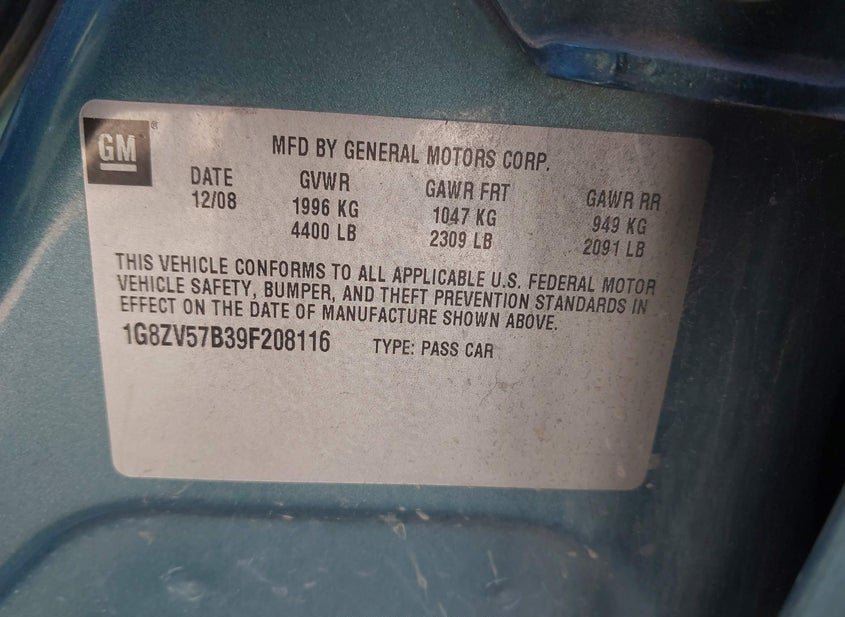 GM ®
MFD BY GENERAL MOTORS CORP.
DATE GVWR GAWR FRT GAWR RR
12/08 1996 KG 1047 KG 949 KG
4400 LB 2309 LB 2091 LB
THIS VEHICLE CONFORMS TO ALL APPLICABLE U.S. FEDERAL MOTOR
VEHICLE SAFETY, BUMPER, AND THEFT PREVENTION STANDARDS IN
EFFECT ON THE DATE OF MANUFACTURE SHOWN ABOVE.
1G8ZV57B39F208116 TYPE: PASS CAR